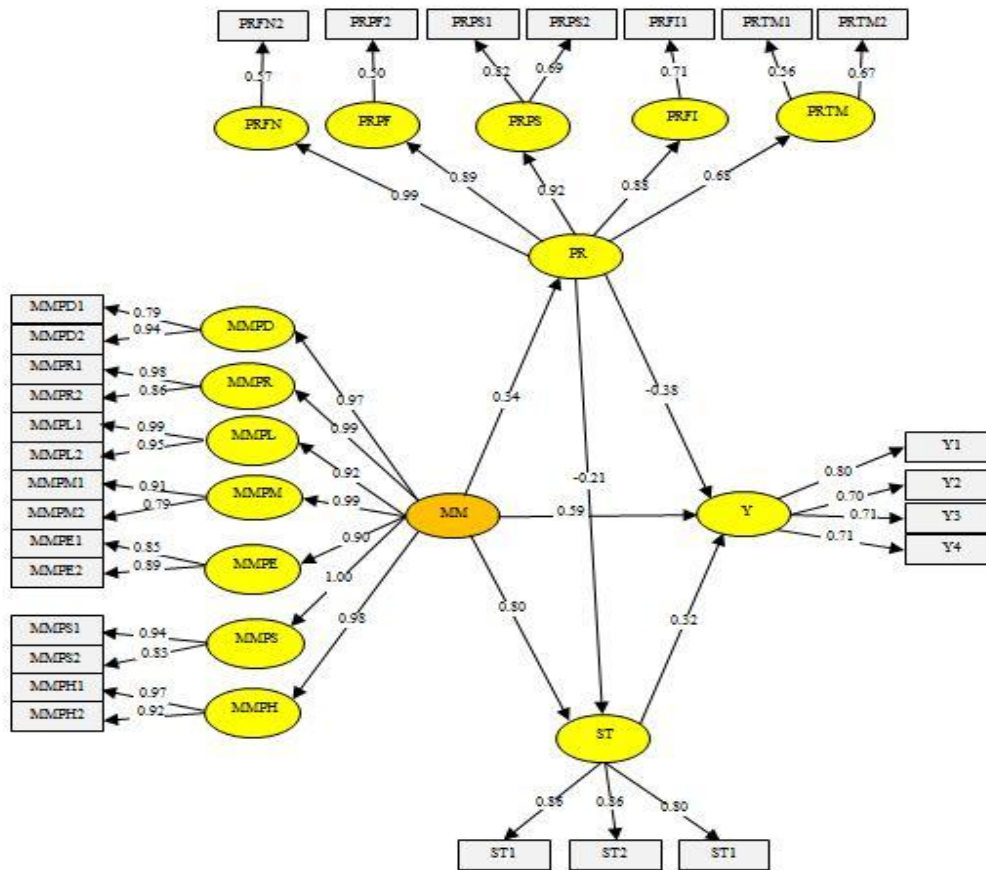 PRFN2 PRPF2 PRPS1 PRPS2 PRFI1 PRTM1 PRTM2
0.57 0.50 0.82 0.69 0.71 0.56 0.67
PRFN PRPF PRPS PRFI PRTM
0.99 0.89 0.92 0.88 0.68
PR
MMPD1
MMPD2
MMPR1
MMPR2
MMPL1
MMPL2
MMPM1
MMPM2
MMPE1
MMPE2
MMPS1
MMPS2
MMPH1
MMPH2
0.79
0.94
0.98
0.86
0.99
0.95
0.91
0.79
0.85
0.89
0.94
0.83
0.97
0.92
MMPD
MMPR
MMPL
MMPM
MMPE
MMPS
MMPH
0.97
0.99
0.92
0.99
0.90
1.00
0.98
MM
0.34
-0.38
-0.21
0.59
0.80
0.32
Y
0.80
0.70
0.71
0.71
Y1
Y2
Y3
Y4
ST
0.86 0.86 0.80
ST1 ST2 ST1